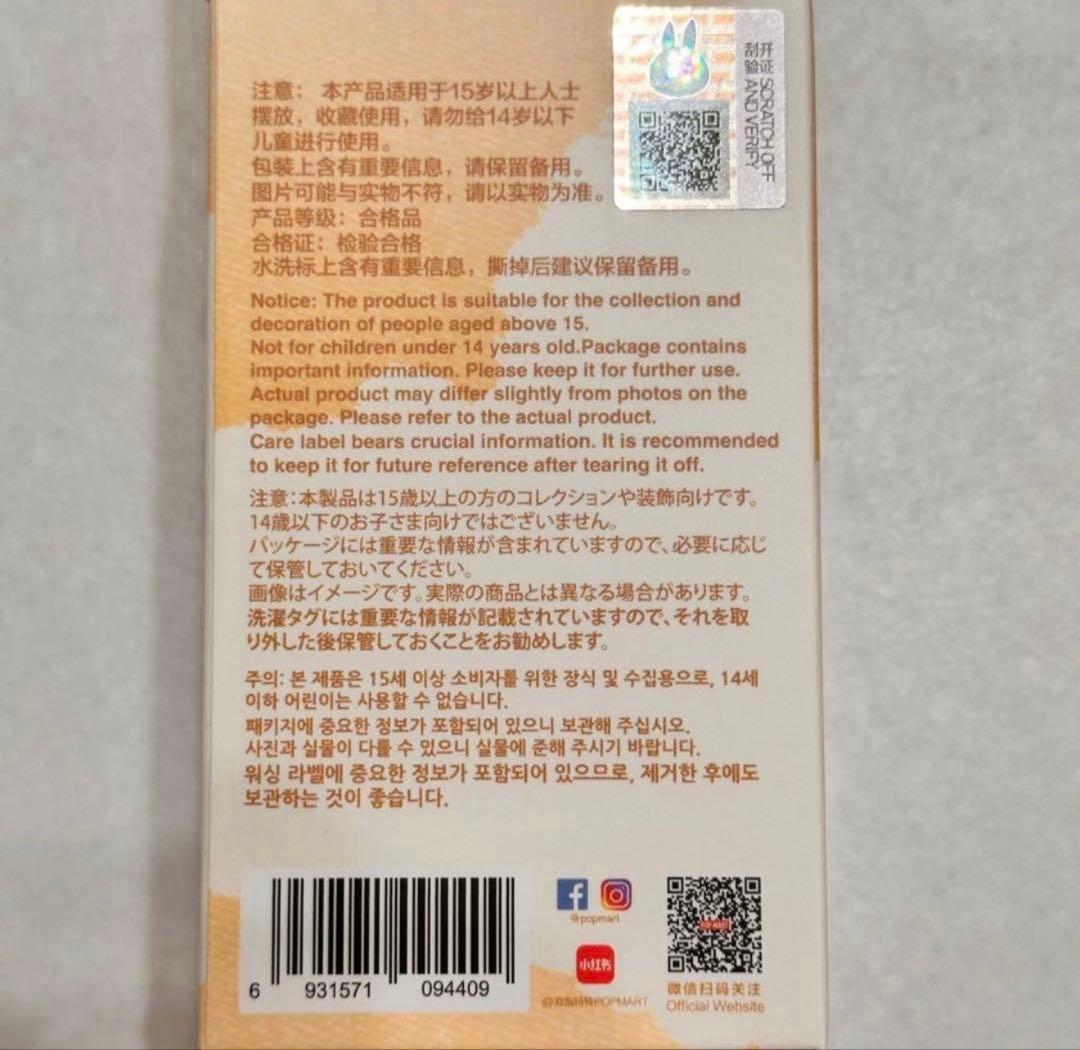 注意： 本产品适用于15岁以上人士
摆放，收藏使用，请勿给14岁以下
儿童进行使用。
包装上含有重要信息，请保留备用。
图片可能与实物不符，请以实物为准。
产品等级：合格品
合格证：检验合格
水洗标上含有重要信息，撕掉后建议保留备用。
刮开验证 SCRATCH OFF
AND VERIFY
Notice: The product is suitable for the collection and
decoration of people aged above 15.
Not for children under 14 years old.Package contains
important information. Please keep it for further use.
Actual product may differ slightly from photos on the
package. Please refer to the actual product.
Care label bears crucial information. It is recommended
to keep it for future reference after tearing it off.
注意：本製品は15歳以上の方のコレクションや装飾向けです。
14歳以下のお子さま向けではございません。
パッケージには重要な情報が含まれていますので、必要に応じ
て保管しておいてください。
画像はイメージです。実際の商品とは異なる場合があります。
洗濯タグには重要な情報が記載されていますので、それを取
り外した後保管しておくことをお勧めします。
주의: 본 제품은 15세 이상 소비자를 위한 장식 및 수집용으로, 14세
이하 어린이는 사용할 수 없습니다.
패키지에 중요한 정보가 포함되어 있으니 보관해 주십시오.
사진과 실물이 다를 수 있으니 실물에 준해 주시기 바랍니다.
워싱 라벨에 중요한 정보가 포함되어 있으므로, 제거한 후에도
보관하는 것이 좋습니다.
6 931571 094409
@popmart
小红书
@泡泡玛特POPMART
POP MART
微信扫码关注
Official Website